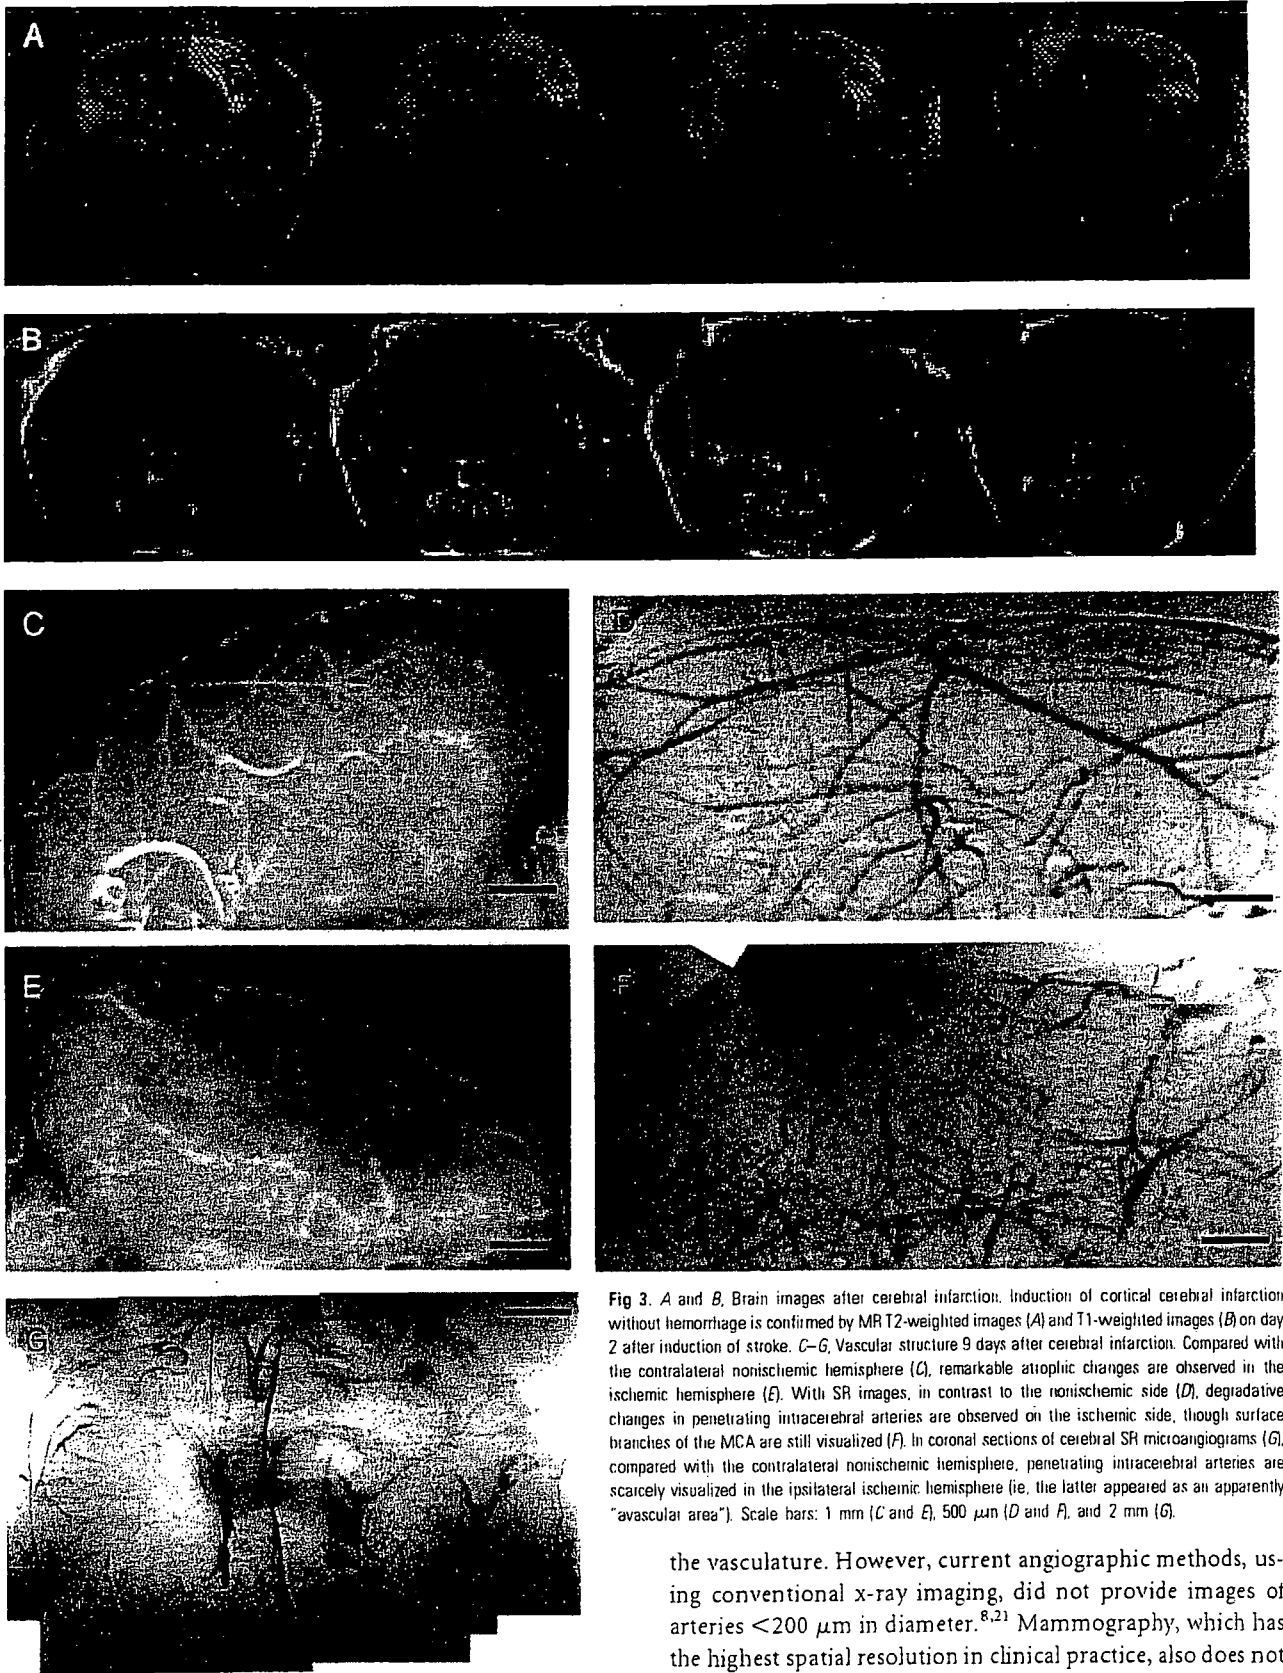 A
B
C
D
E
F
G
Fig 3. A and B, Brain images after cerebral infarction. Induction of cortical cerebral infarction
without hemorrhage is confirmed by MR T2-weighted images (A) and T1-weighted images (B) on day
2 after induction of stroke. C–G, Vascular structure 9 days after cerebral infarction. Compared with
the contralateral nonischemic hemisphere (C), remarkable atrophic changes are observed in the
ischemic hemisphere (E). With SR images, in contrast to the nonischemic side (D), degradative
changes in penetrating intracerebral arteries are observed on the ischemic side, though surface
branches of the MCA are still visualized (F). In coronal sections of cerebral SR microangiograms (G),
compared with the contralateral nonischemic hemisphere, penetrating intracerebral arteries are
scarcely visualized in the ipsilateral ischemic hemisphere (ie, the latter appeared as an apparently
"avascular area"). Scale bars: 1 mm (C and E), 500 μm (D and F), and 2 mm (G).
the vasculature. However, current angiographic methods, us-
ing conventional x-ray imaging, did not provide images of
arteries <200 μm in diameter.8,21 Mammography, which has
the highest spatial resolution in clinical practice, also does not